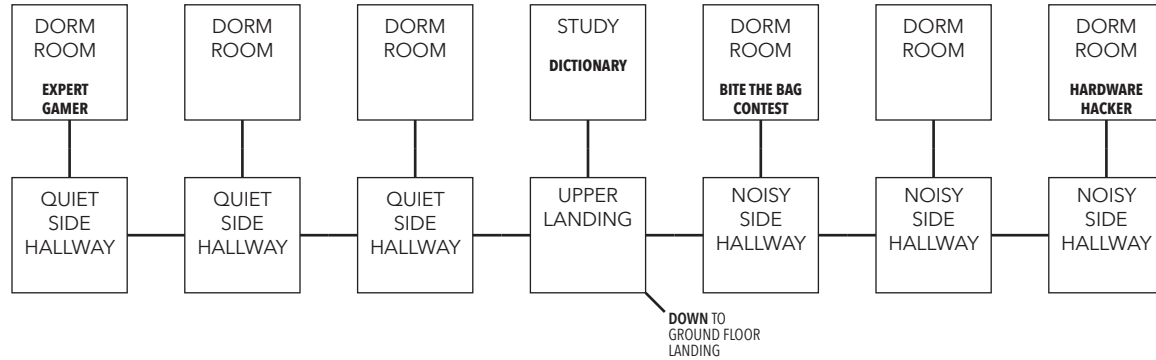 DORM
ROOM
EXPERT
GAMER
DORM
ROOM
DORM
ROOM
STUDY
DICTIONARY
DORM
ROOM
BITE THE BAG
CONTEST
DORM
ROOM
DORM
ROOM
HARDWARE
HACKER
QUIET
SIDE
HALLWAY
QUIET
SIDE
HALLWAY
QUIET
SIDE
HALLWAY
UPPER
LANDING
NOISY
SIDE
HALLWAY
NOISY
SIDE
HALLWAY
NOISY
SIDE
HALLWAY
DOWN TO
GROUND FLOOR
LANDING